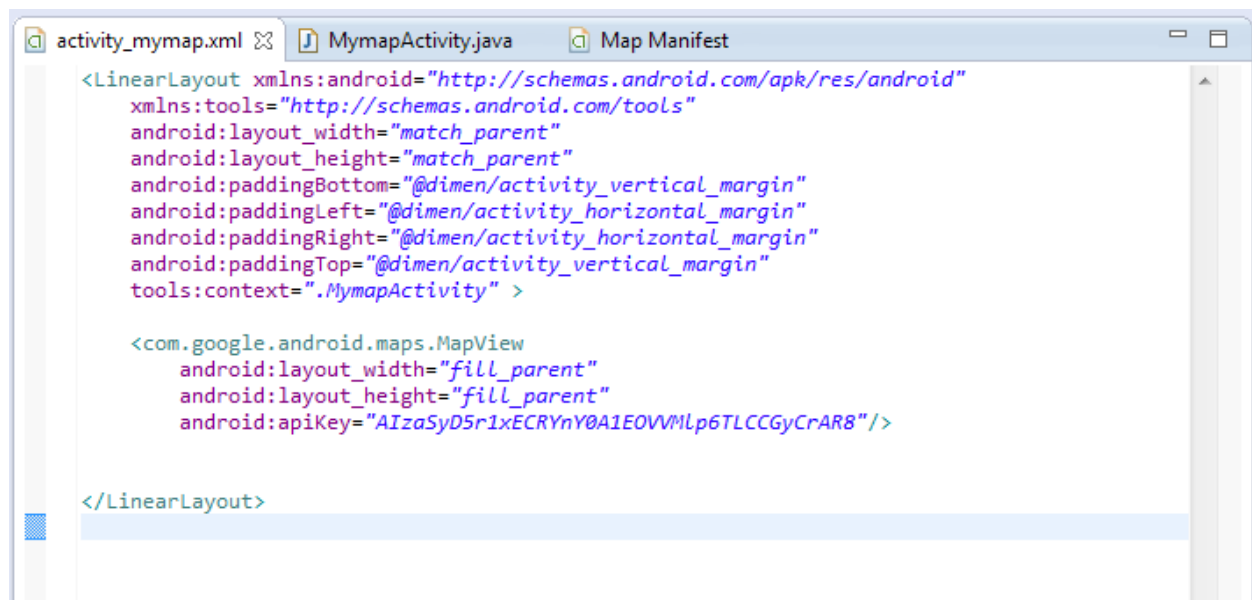 activity_mymap.xml MymapActivity.java Map Manifest
<LinearLayout xmlns:android="http://schemas.android.com/apk/res/android"
xmlns:tools="http://schemas.android.com/tools"
android:layout_width="match_parent"
android:layout_height="match_parent"
android:paddingBottom="@dimen/activity_vertical_margin"
android:paddingLeft="@dimen/activity_horizontal_margin"
android:paddingRight="@dimen/activity_horizontal_margin"
android:paddingTop="@dimen/activity_vertical_margin"
tools:context=".MymapActivity" >
<com.google.android.maps.MapView
android:layout_width="fill_parent"
android:layout_height="fill_parent"
android:apiKey="AIzaSyD5r1xECRYnY0A1EOVVMlp6TLCCGyCrAR8"/>
</LinearLayout>